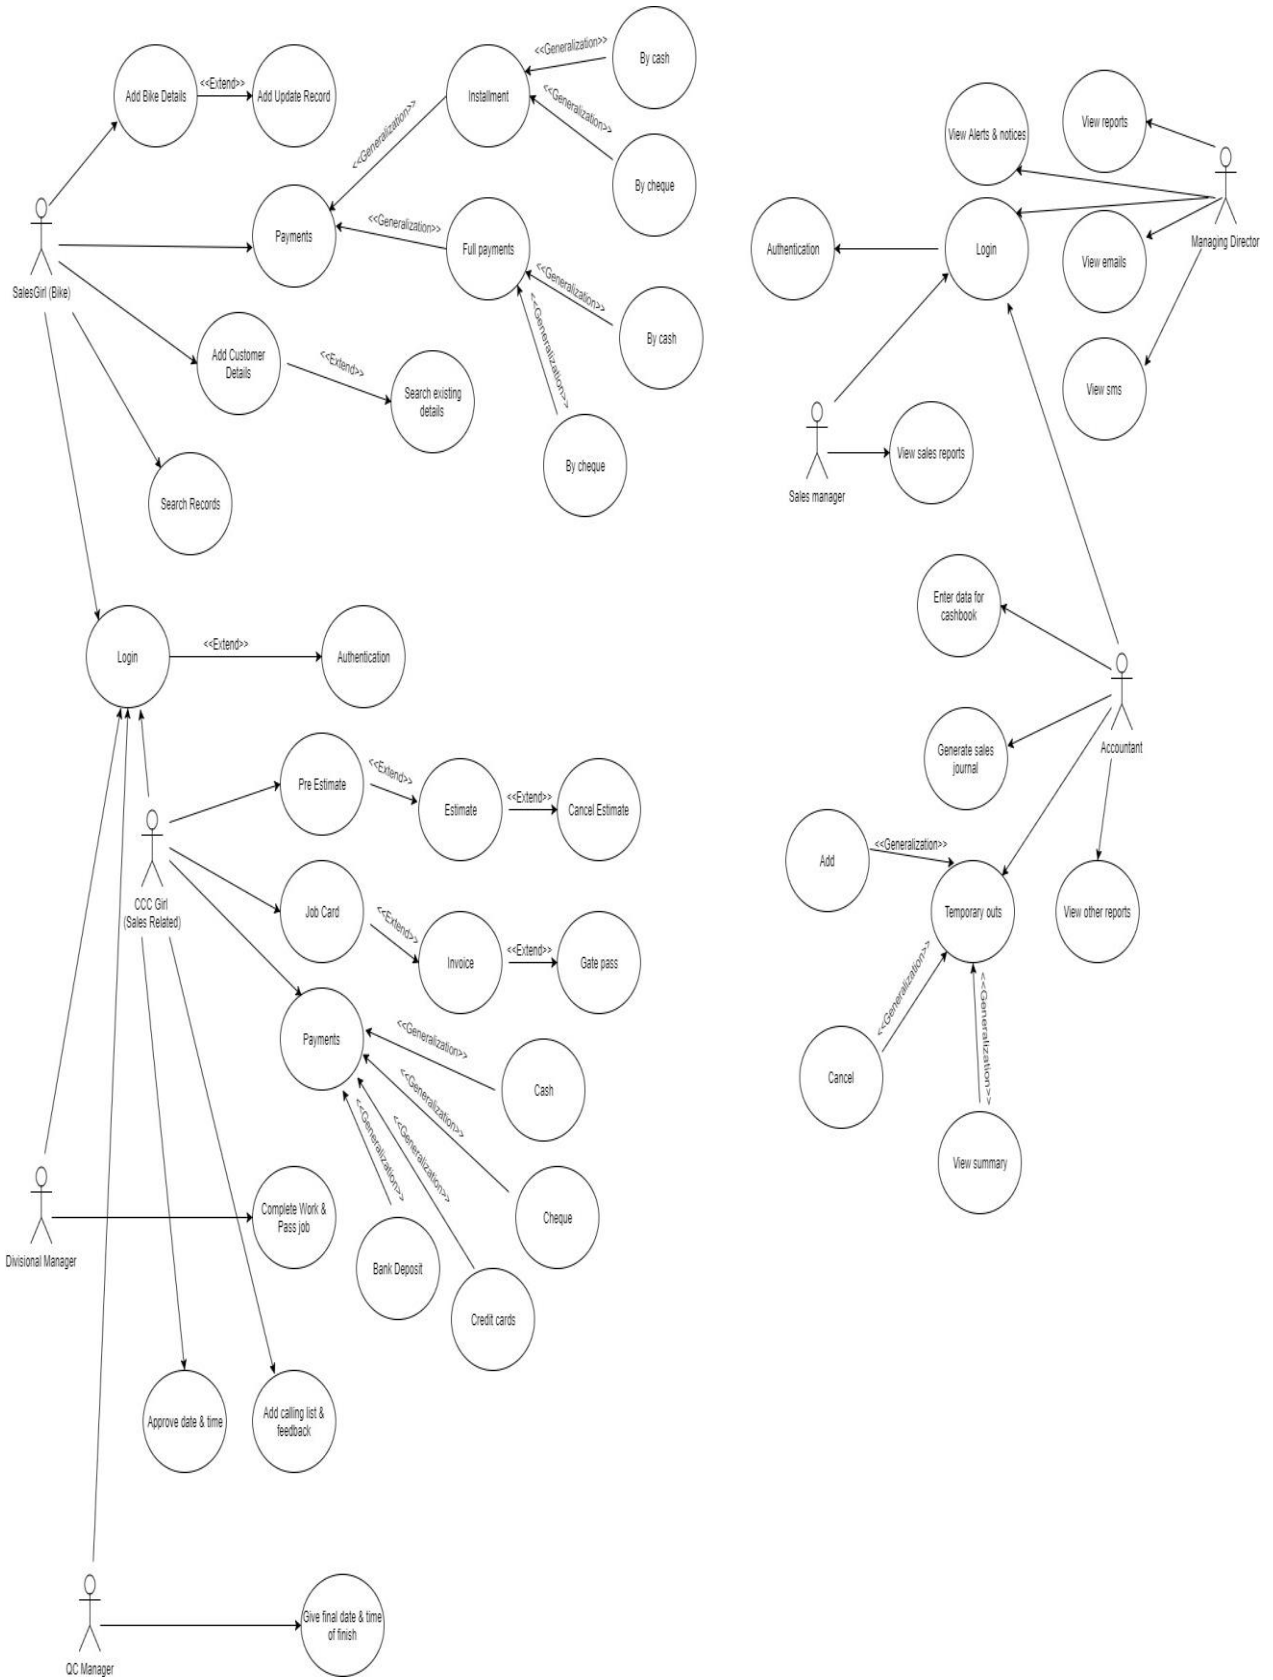 Add Bike Details
<<Extend>>
Add Update Record
<<Generalization>>
By cash
Installment
<<Generalization>>
By cheque
<<Generalization>>
SalesGirl (Bike)
Payments
<<Generalization>>
Full payments
<<Generalization>>
By cash
<<Generalization>>
By cheque
Add Customer
Details
<<Extend>>
Search existing
details
Search Records
Login
<<Extend>>
Authentication
CCC Girl
(Sales Related)
Pre Estimate
<<Extend>>
Estimate
<<Extend>>
Cancel Estimate
Job Card
<<Extend>>
Invoice
<<Extend>>
Gate pass
Payments
<<Generalization>>
Cash
<<Generalization>>
Cheque
<<Generalization>>
Credit cards
<<Generalization>>
Bank Deposit
Divisional Manager
Complete Work &
Pass job
Approve date & time
Add calling list &
feedback
QC Manager
Give final date & time
of finish
View Alerts & notices
View reports
Managing Director
Authentication
Login
View emails
View sms
Sales manager
View sales reports
Enter data for
cashbook
Accountant
Generate sales
journal
Add
<<Generalization>>
Temporary outs
View other reports
<<Generalization>>
Cancel
<<Generalization>>
View summary